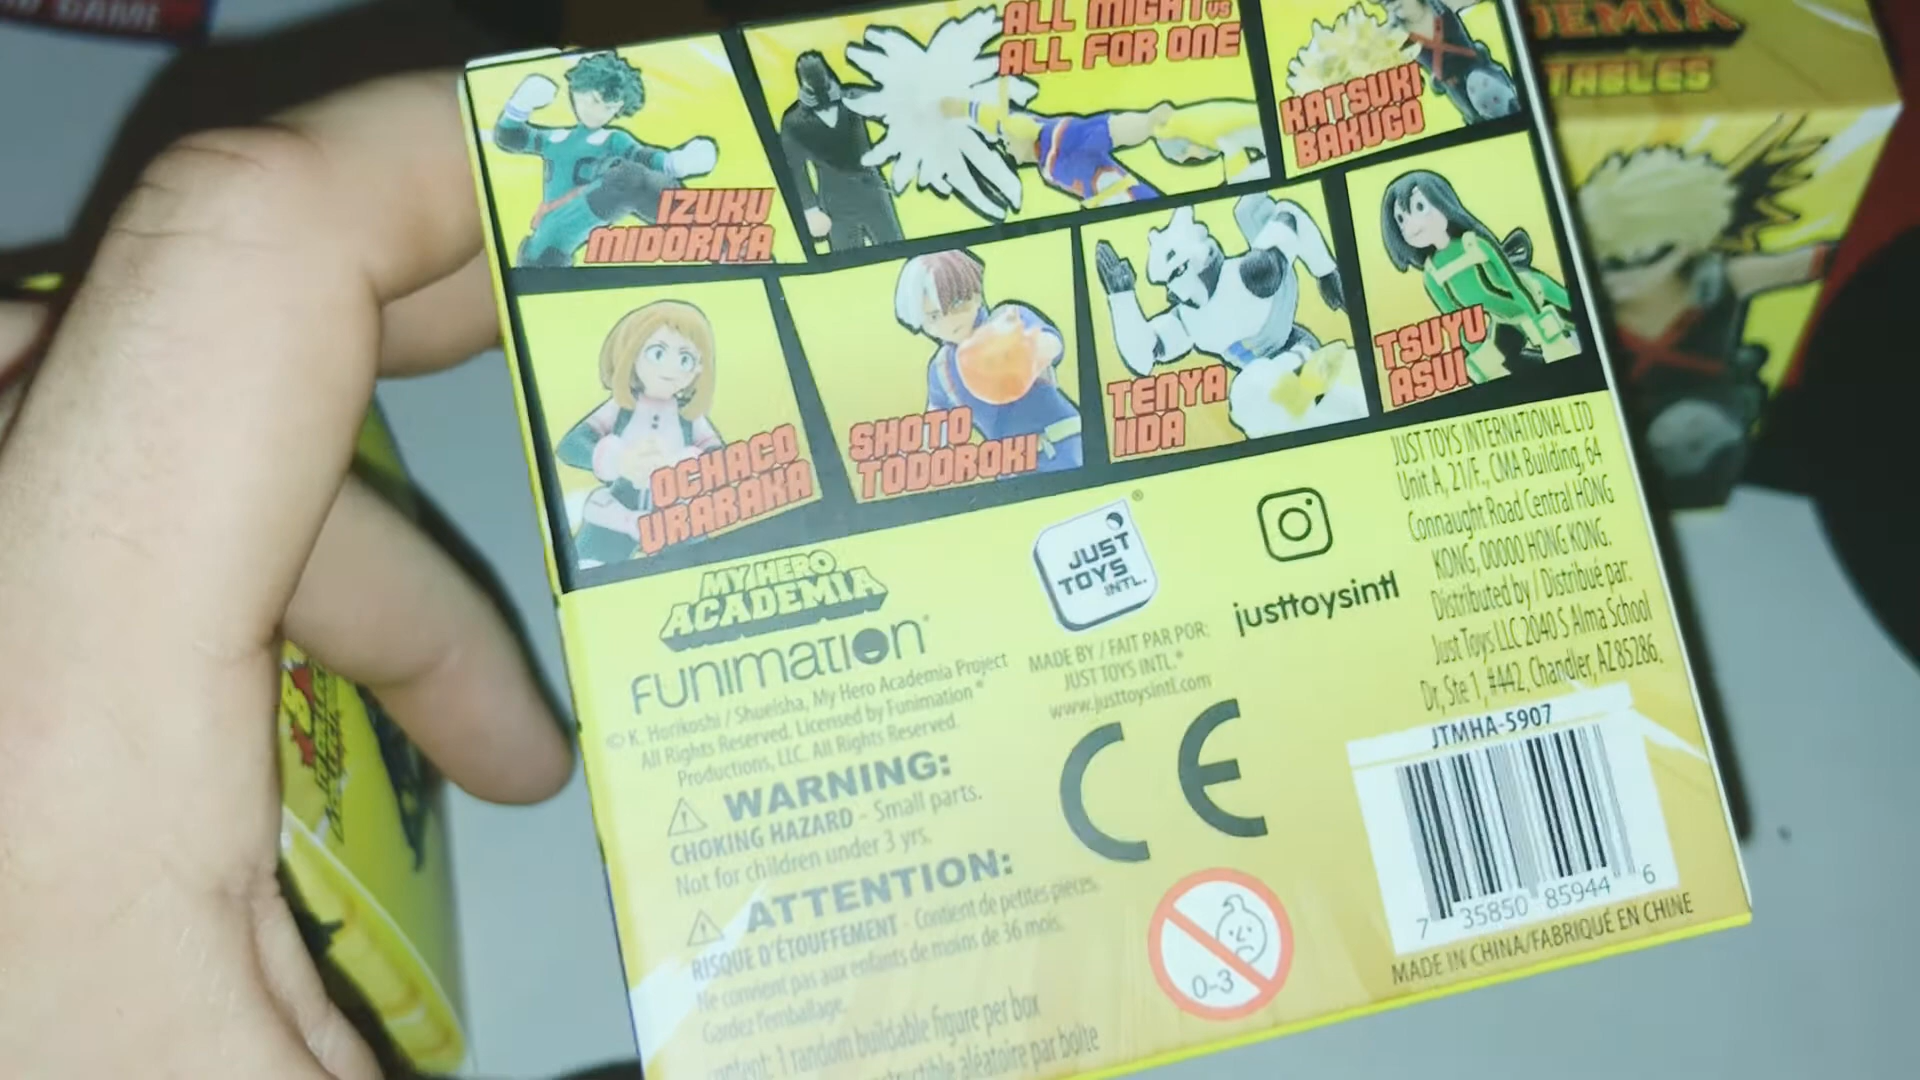 ALL MIGHT VS
ALL FOR ONE
KATSUKI
BAKUGO
IZUKU
MIDORIYA
OCHACO
URARAKA
SHOTO
TODOROKI
TENYA
IIDA
TSUYU
ASUI
MY HERO
ACADEMIA
FUNIMATION®
© K. Horikoshi / Shueisha, My Hero Academia Project
All Rights Reserved. Licensed by Funimation®
Productions, LLC. All Rights Reserved.
WARNING:
CHOKING HAZARD - Small parts.
Not for children under 3 yrs.
ATTENTION:
RISQUE D'ÉTOUFFEMENT - Contient de petites pièces.
Ne convient pas aux enfants de moins de 36 mois.
Gardez l'emballage.
content: 1 random buildable figure per box
aléatoire par boîte
JUST
TOYS
INTL.
®
MADE BY / FAIT PAR POR:
JUST TOYS INTL.®
www.justtoysintl.com
CE
0-3
justtoysintl
JUST TOYS INTERNATIONAL LTD
Unit A, 21/F., CMA Building, 64
Connaught Road Central HONG
KONG, 00000 HONG KONG.
Distributed by / Distribué par:
Just Toys LLC 2040 S Alma School
Dr, Ste 1, #442, Chandler, AZ 85286.
JTMHA-5907
7 35850 85944 6
MADE IN CHINA/FABRIQUÉ EN CHINE
GAME